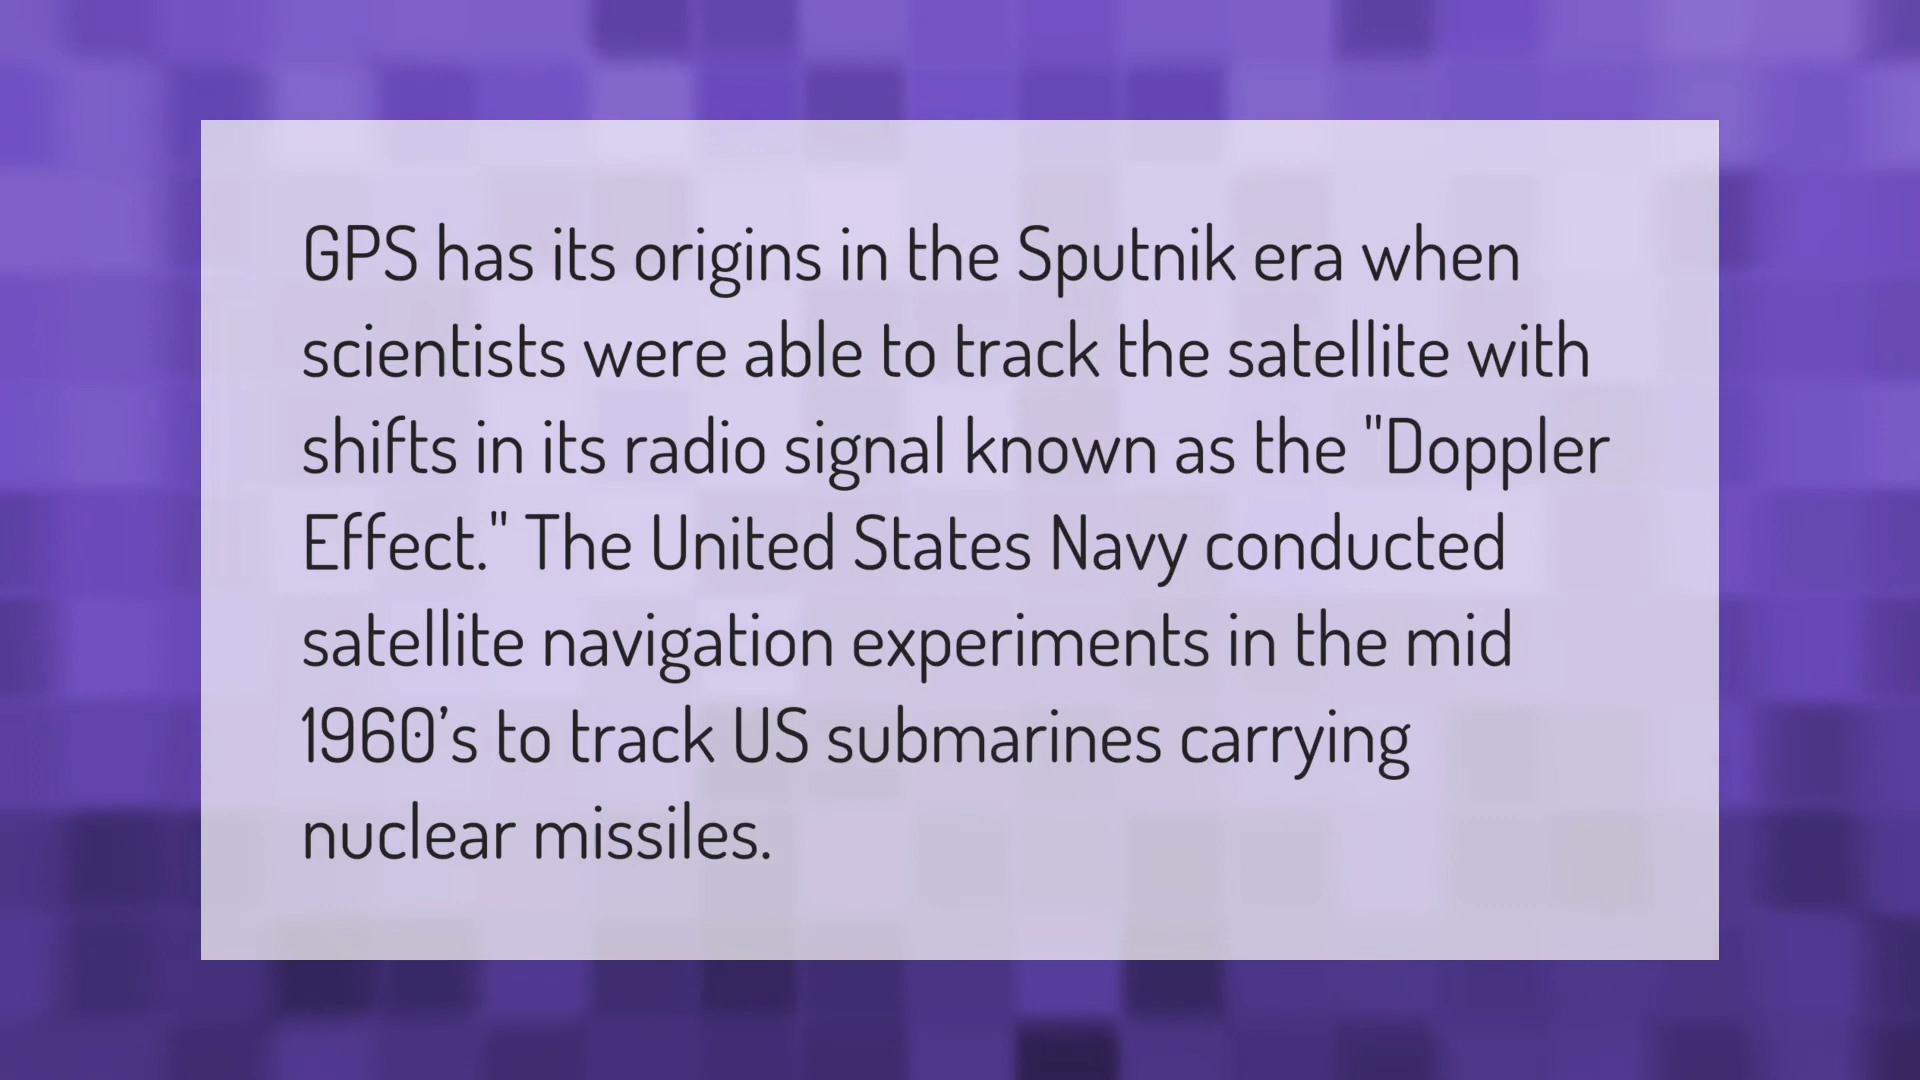 GPS has its origins in the Sputnik era when
scientists were able to track the satellite with
shifts in its radio signal known as the "Doppler
Effect." The United States Navy conducted
satellite navigation experiments in the mid
1960’s to track US submarines carrying
nuclear missiles.